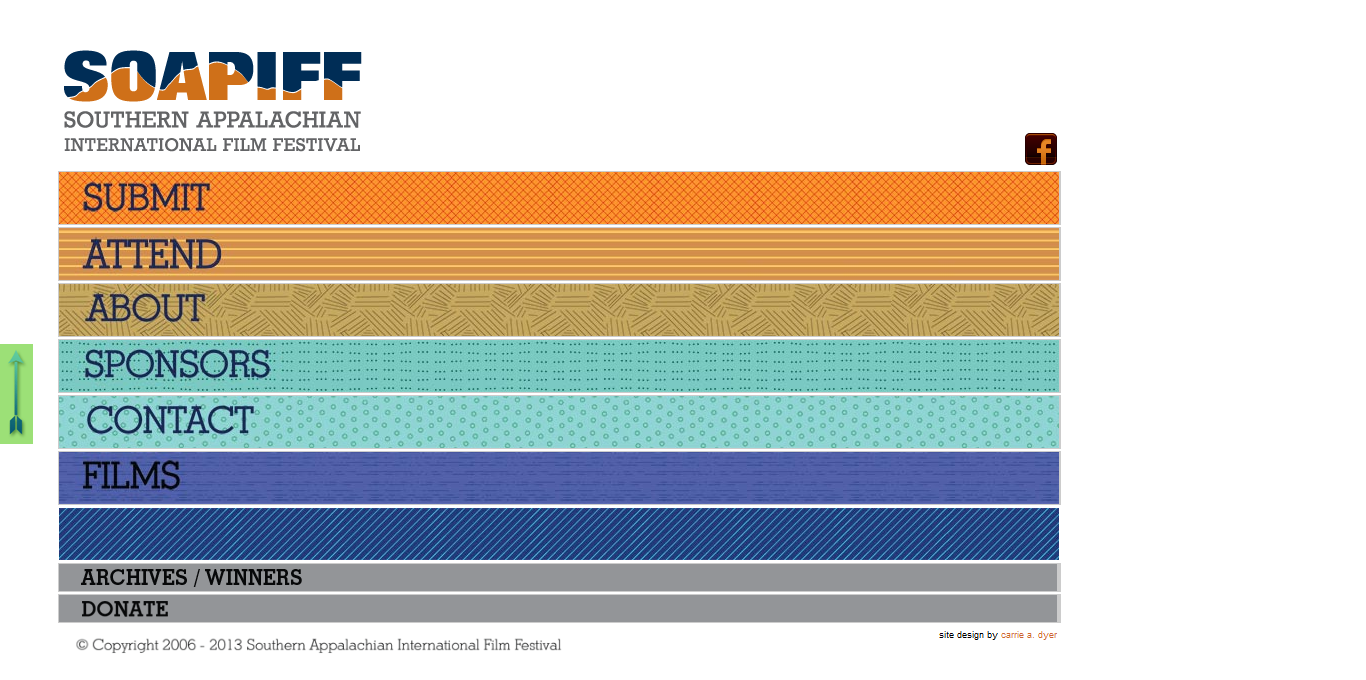 SOAPIFF
SOUTHERN APPALACHIAN
INTERNATIONAL FILM FESTIVAL
f
SUBMIT
ATTEND
ABOUT
SPONSORS
CONTACT
FILMS
ARCHIVES / WINNERS
DONATE
site design by carrie a. dyer
© Copyright 2006 - 2013 Southern Appalachian International Film Festival